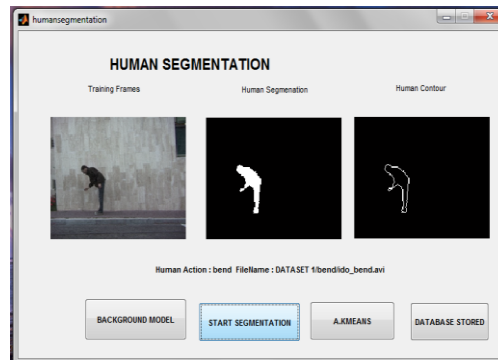 humansegmentation
HUMAN SEGMENTATION
Training Frames
Human Segmenation
Human Contour
Human Action : bend FileName : DATASET 1/bend/ido_bend.avi
BACKGROUND MODEL
START SEGMENTATION
A.KMEANS
DATABASE STORED